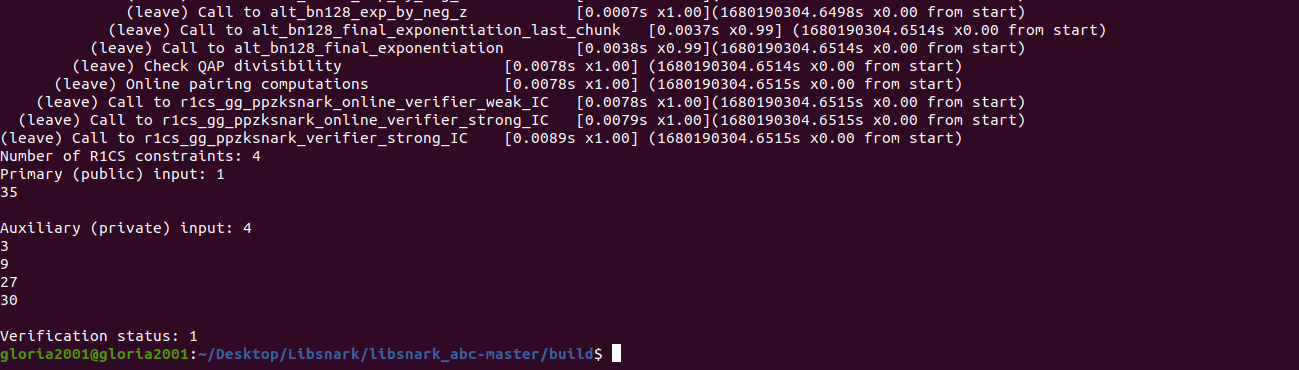 (leave) Call to alt_bn128_exp_by_neg_z [0.0007s x1.00](1680190304.6498s x0.00 from start)
(leave) Call to alt_bn128_final_exponentiation_last_chunk [0.0037s x0.99] (1680190304.6514s x0.00 from start)
(leave) Call to alt_bn128_final_exponentiation [0.0038s x0.99](1680190304.6514s x0.00 from start)
(leave) Check QAP divisibility [0.0078s x1.00] (1680190304.6514s x0.00 from start)
(leave) Online pairing computations [0.0078s x1.00] (1680190304.6515s x0.00 from start)
(leave) Call to r1cs_gg_ppzksnark_online_verifier_weak_IC [0.0078s x1.00](1680190304.6515s x0.00 from start)
(leave) Call to r1cs_gg_ppzksnark_online_verifier_strong_IC [0.0079s x1.00](1680190304.6515s x0.00 from start)
(leave) Call to r1cs_gg_ppzksnark_verifier_strong_IC [0.0089s x1.00] (1680190304.6515s x0.00 from start)
Number of R1CS constraints: 4
Primary (public) input: 1
35
Auxiliary (private) input: 4
3
9
27
30
Verification status: 1
gloria2001@gloria2001:~/Desktop/Libsnark/libsnark_abc-master/build$